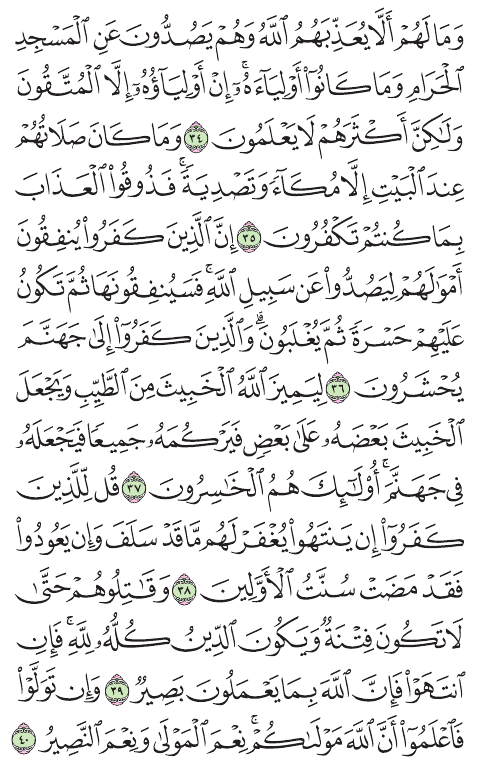 وَمَا لَهُمْ أَلَّا يُعَذِّبَهُمُ ٱللَّهُ وَهُمْ يَصُدُّونَ عَنِ ٱلْمَسْجِدِ
ٱلْحَرَامِ وَمَا كَانُوٓا۟ أَوْلِيَآءَهُۥٓ ۚ إِنْ أَوْلِيَآؤُهُۥٓ إِلَّا ٱلْمُتَّقُونَ
وَلَـٰكِنَّ أَكْثَرَهُمْ لَا يَعْلَمُونَ ٣٤ وَمَا كَانَ صَلَاتُهُمْ
عِندَ ٱلْبَيْتِ إِلَّا مُكَآءً وَتَصْدِيَةً ۚ فَذُوقُوا۟ ٱلْعَذَابَ
بِمَا كُنتُمْ تَكْفُرُونَ ٣٥ إِنَّ ٱلَّذِينَ كَفَرُوا۟ يُنفِقُونَ
أَمْوَٰلَهُمْ لِيَصُدُّوا۟ عَن سَبِيلِ ٱللَّهِ ۚ فَسَيُنفِقُونَهَا ثُمَّ تَكُونُ
عَلَيْهِمْ حَسْرَةً ثُمَّ يُغْلَبُونَ ۗ وَٱلَّذِينَ كَفَرُوٓا۟ إِلَىٰ جَهَنَّمَ
يُحْشَرُونَ ٣٦ لِيَمِيزَ ٱللَّهُ ٱلْخَبِيثَ مِنَ ٱلطَّيِّبِ وَيَجْعَلَ
ٱلْخَبِيثَ بَعْضَهُۥ عَلَىٰ بَعْضٍ فَيَرْكُمَهُۥ جَمِيعًا فَيَجْعَلَهُۥ
فِى جَهَنَّمَ ۚ أُو۟لَـٰٓئِكَ هُمُ ٱلْخَـٰسِرُونَ ٣٧ قُل لِّلَّذِينَ
كَفَرُوٓا۟ إِن يَنتَهُوا۟ يُغْفَرْ لَهُم مَّا قَدْ سَلَفَ وَإِن يَعُودُوا۟
فَقَدْ مَضَتْ سُنَّتُ ٱلْأَوَّلِينَ ٣٨ وَقَـٰتِلُوهُمْ حَتَّىٰ
لَا تَكُونَ فِتْنَةٌ وَيَكُونَ ٱلدِّينُ كُلُّهُۥ لِلَّهِ ۚ فَإِنِ
ٱنتَهَوْا۟ فَإِنَّ ٱللَّهَ بِمَا يَعْمَلُونَ بَصِيرٌ ٣٩ وَإِن تَوَلَّوْا۟
فَٱعْلَمُوٓا۟ أَنَّ ٱللَّهَ مَوْلَىٰكُمْ ۚ نِعْمَ ٱلْمَوْلَىٰ وَنِعْمَ ٱلنَّصِيرُ ٤٠